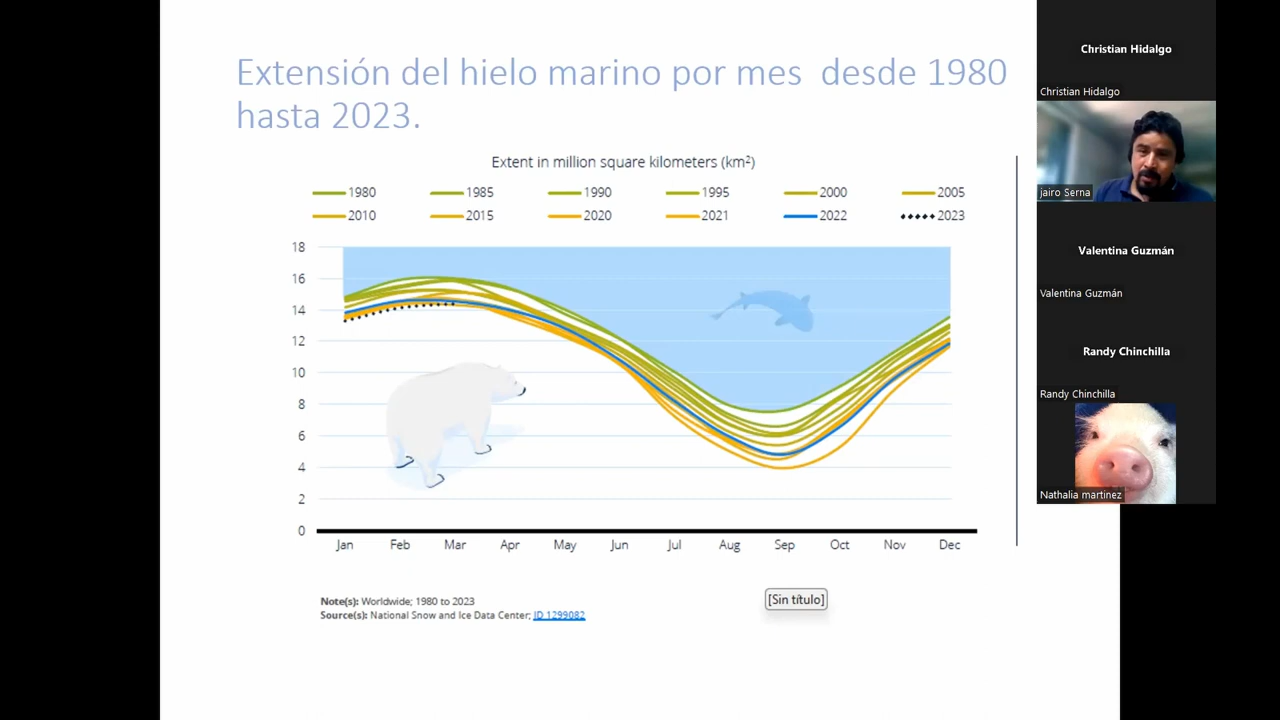 Extensión del hielo marino por mes desde 1980
hasta 2023.
Extent in million square kilometers (km²)
1980 1985 1990 1995 2000 2005
2010 2015 2020 2021 2022 2023
18
16
14
12
10
8
6
4
2
0
Jan Feb Mar Apr May Jun Jul Aug Sep Oct Nov Dec
Note(s): Worldwide; 1980 to 2023
Source(s): National Snow and Ice Data Center; ID 1299082
[Sin título]
Christian Hidalgo
Christian Hidalgo
jairo Serna
Valentina Guzmán
Valentina Guzmán
Randy Chinchilla
Randy Chinchilla
Nathalia martinez